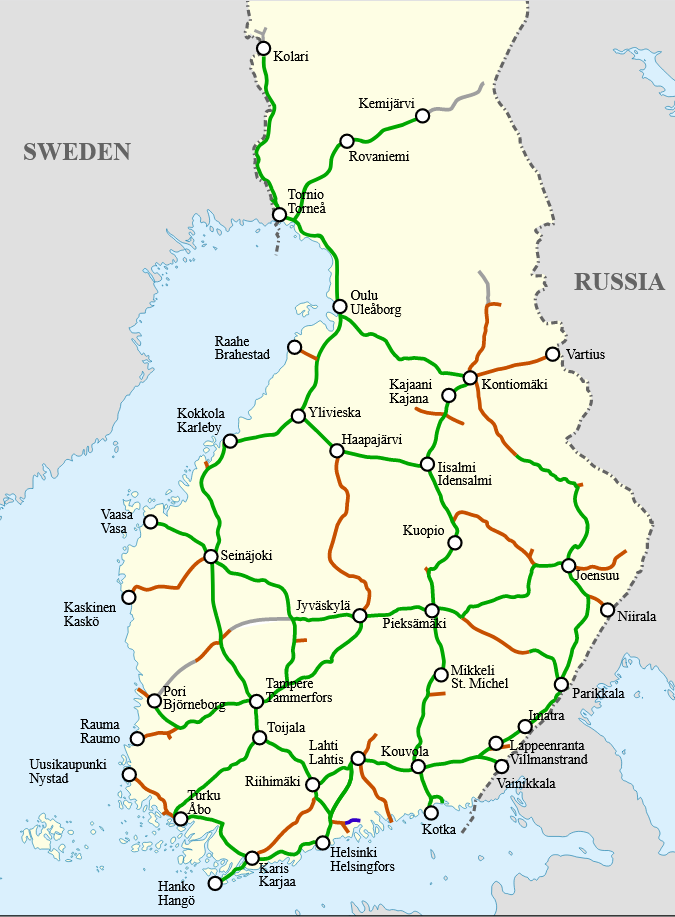 Kolari
Kemijärvi
SWEDEN
Rovaniemi
Tornio
Torneå
RUSSIA
Oulu
Uleåborg
Raahe
Brahestad
Vartius
Kajaani
Kajana
Kontiomäki
Kokkola
Karleby
Ylivieska
Haapajärvi
Iisalmi
Idensalmi
Vaasa
Vasa
Kuopio
Seinäjoki
Joensuu
Kaskinen
Kaskö
Jyväskylä
Pieksämäki
Niirala
Mikkeli
St. Michel
Pori
Björneborg
Tampere
Tammerfors
Parikkala
Rauma
Raumo
Toijala
Imatra
Lahti
Lahtis
Kouvola
Lappeenranta
Villmanstrand
Uusikaupunki
Nystad
Riihimäki
Vainikkala
Turku
Åbo
Kotka
Helsinki
Helsingfors
Karis
Karjaa
Hanko
Hangö